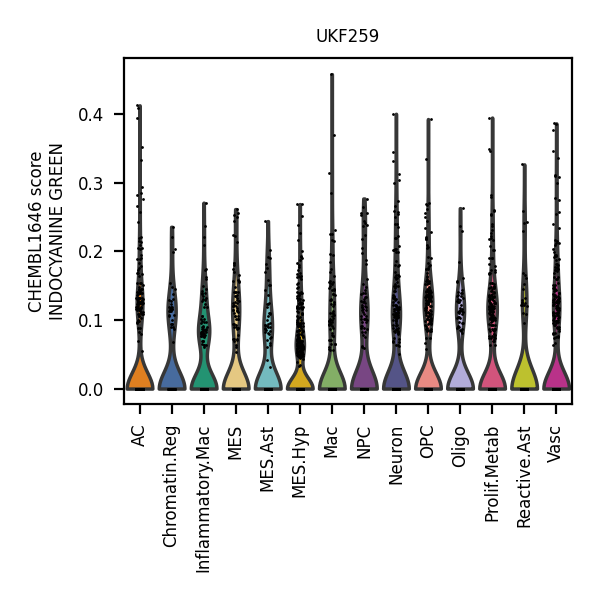 UKF259
CHEMBL1646 score
INDOCYANINE GREEN
0.4
0.3
0.2
0.1
0.0
AC
Chromatin.Reg
Inflammatory.Mac
MES
MES.Ast
MES.Hyp
Mac
NPC
Neuron
OPC
Oligo
Prolif.Metab
Reactive.Ast
Vasc